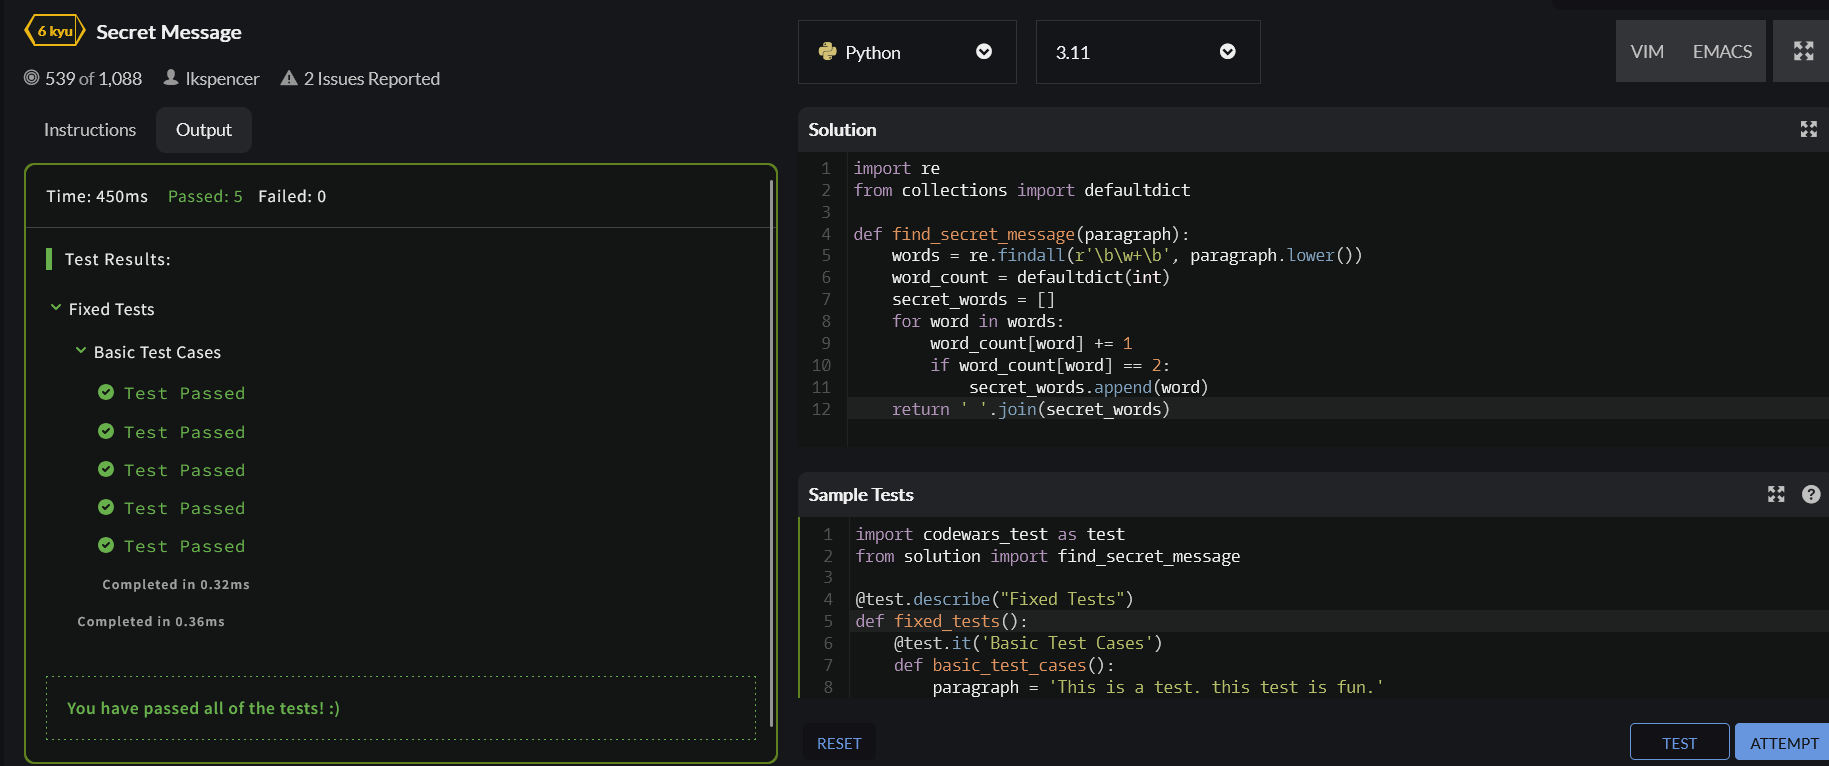 6 kyu Secret Message
539 of 1,088 lkspencer 2 Issues Reported
Instructions Output
Time: 450ms Passed: 5 Failed: 0
Test Results:
Fixed Tests
Basic Test Cases
Test Passed
Test Passed
Test Passed
Test Passed
Test Passed
Completed in 0.32ms
Completed in 0.36ms
You have passed all of the tests! :)
Python 3.11 VIM EMACS
Solution
1 import re
2 from collections import defaultdict
3
4 def find_secret_message(paragraph):
5     words = re.findall(r'\b\w+\b', paragraph.lower())
6     word_count = defaultdict(int)
7     secret_words = []
8     for word in words:
9         word_count[word] += 1
10         if word_count[word] == 2:
11             secret_words.append(word)
12     return ' '.join(secret_words)
Sample Tests ?
1 import codewars_test as test
2 from solution import find_secret_message
3
4 @test.describe("Fixed Tests")
5 def fixed_tests():
6     @test.it('Basic Test Cases')
7     def basic_test_cases():
8         paragraph = 'This is a test. this test is fun.'
RESET TEST ATTEMPT